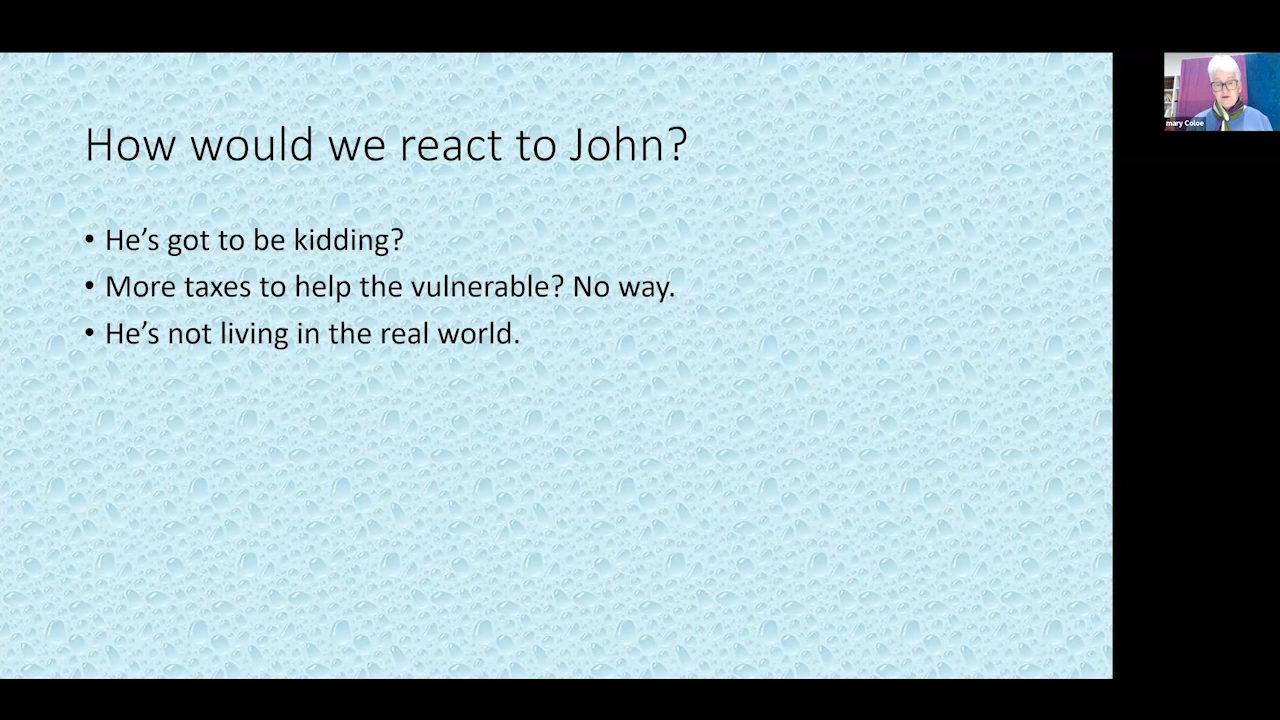 How would we react to John?
• He’s got to be kidding?
• More taxes to help the vulnerable? No way.
• He’s not living in the real world.
mary Coloe